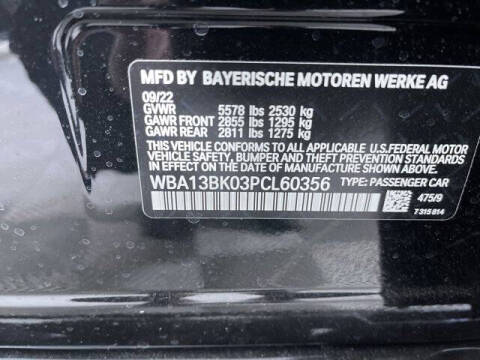 MFD BY BAYERISCHE MOTOREN WERKE AG
09/22
GVWR 5578 lbs 2530 kg
GAWR FRONT 2855 lbs 1295 kg
GAWR REAR 2811 lbs 1275 kg
THIS VEHICLE CONFORMS TO ALL APPLICABLE U.S.FEDERAL MOTOR
VEHICLE SAFETY,BUMPER,AND THEFT PREVENTION STANDARDS
IN EFFECT ON THE DATE OF MANUFACTURE SHOWN ABOVE.
WBA13BK03PCL60356 TYPE: PASSENGER CAR
475/9
7 315 814